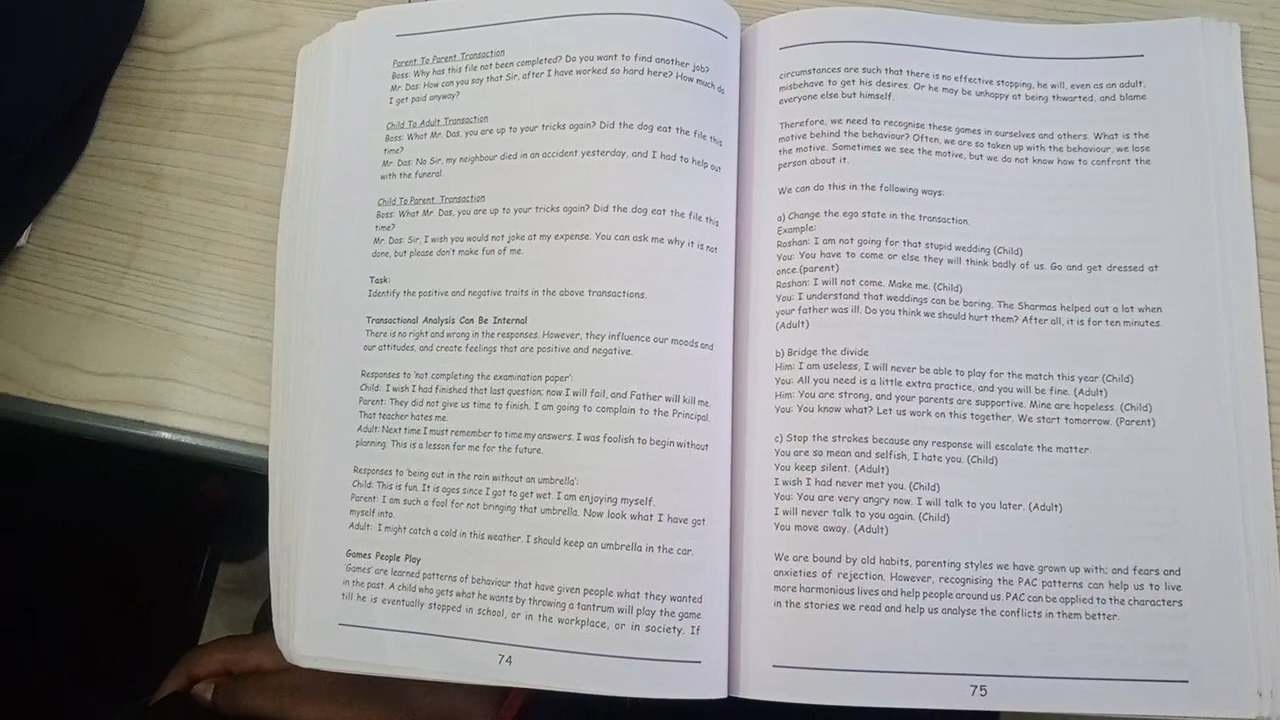 Parent To Parent Transaction
Boss: Why has this file not been completed? Do you want to find another job?
Mr. Das: How can you say that Sir, after I have worked so hard here? How much do
I get paid anyway?
Child To Adult Transaction
Boss: What Mr. Das, you are up to your tricks again? Did the dog eat the file this
time?
Mr. Das: No Sir, my neighbour died in an accident yesterday, and I had to help out
with the funeral.
Child To Parent Transaction
Boss: What Mr. Das, you are up to your tricks again? Did the dog eat the file this
time?
Mr. Das: Sir, I wish you would not joke at my expense. You can ask me why it is not
done, but please don't make fun of me.
Task:
Identify the positive and negative traits in the above transactions.
Transactional Analysis Can Be Internal
There is no right and wrong in the responses. However, they influence our moods and
our attitudes, and create feelings that are positive and negative.
Responses to 'not completing the examination paper':
Child: I wish I had finished that last question; now I will fail, and Father will kill me.
Parent: They did not give us time to finish. I am going to complain to the Principal.
That teacher hates me.
Adult: Next time I must remember to time my answers. I was foolish to begin without
planning. This is a lesson for me for the future.
Responses to 'being out in the rain without an umbrella':
Child: This is fun. It is ages since I got to get wet. I am enjoying myself.
Parent: I am such a fool for not bringing that umbrella. Now look what I have got
myself into.
Adult: I might catch a cold in this weather. I should keep an umbrella in the car.
Games People Play
'Games' are learned patterns of behaviour that have given people what they wanted
in the past. A child who gets what he wants by throwing a tantrum will play the game
till he is eventually stopped in school, or in the workplace, or in society. If
74
circumstances are such that there is no effective stopping, he will, even as an adult,
misbehave to get his desires. Or he may be unhappy at being thwarted, and blame
everyone else but himself.
Therefore, we need to recognise these games in ourselves and others. What is the
motive behind the behaviour? Often, we are so taken up with the behaviour, we lose
the motive. Sometimes we see the motive, but we do not know how to confront the
person about it.
We can do this in the following ways:
a) Change the ego state in the transaction.
Example:
Roshan: I am not going for that stupid wedding (Child)
You: You have to come or else they will think badly of us. Go and get dressed at
once.(parent)
Roshan: I will not come. Make me. (Child)
You: I understand that weddings can be boring. The Sharmas helped out a lot when
your father was ill. Do you think we should hurt them? After all, it is for ten minutes.
(Adult)
b) Bridge the divide
Him: I am useless, I will never be able to play for the match this year (Child)
You: All you need is a little extra practice, and you will be fine. (Adult)
Him: You are strong, and your parents are supportive. Mine are hopeless. (Child)
You: You know what? Let us work on this together. We start tomorrow. (Parent)
c) Stop the strokes because any response will escalate the matter.
You are so mean and selfish, I hate you. (Child)
You keep silent. (Adult)
I wish I had never met you. (Child)
You: You are very angry now. I will talk to you later. (Adult)
I will never talk to you again. (Child)
You move away. (Adult)
We are bound by old habits, parenting styles we have grown up with; and fears and
anxieties of rejection. However, recognising the PAC patterns can help us to live
more harmonious lives and help people around us. PAC can be applied to the characters
in the stories we read and help us analyse the conflicts in them better.
75